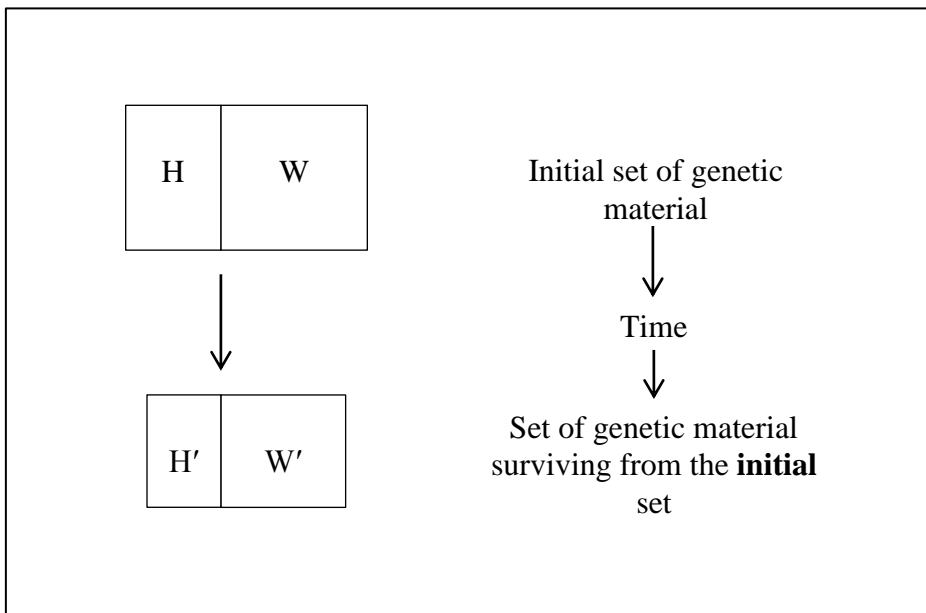 H W
Initial set of genetic
material
Time
H′ W′
Set of genetic material
surviving from the initial
set